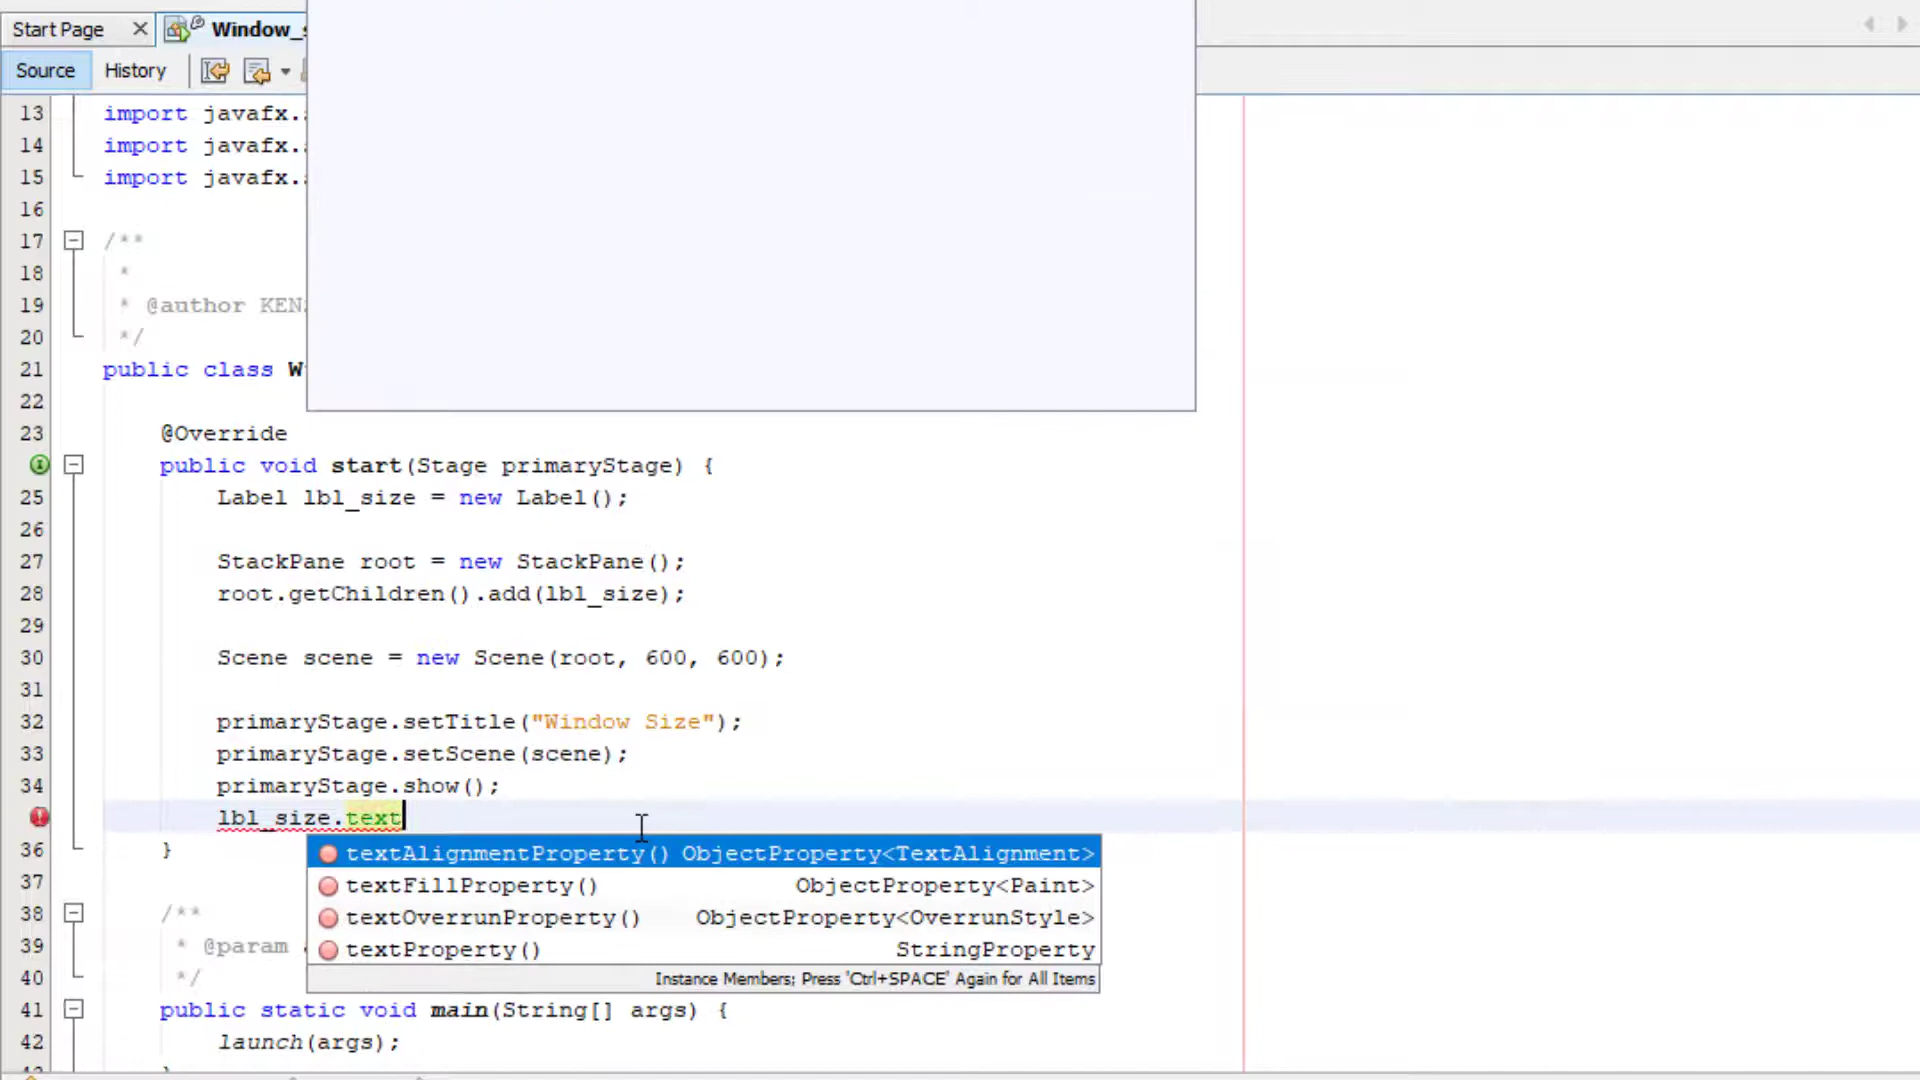 Start Page
Window_
Source
History
13 import javafx.
14 import javafx.
15 import javafx.
16
17 /**
18 *
19 * @author KEN
20 */
21 public class W
22
23 @Override
public void start(Stage primaryStage) {
25 Label lbl_size = new Label();
26
27 StackPane root = new StackPane();
28 root.getChildren().add(lbl_size);
29
30 Scene scene = new Scene(root, 600, 600);
31
32 primaryStage.setTitle("Window Size");
33 primaryStage.setScene(scene);
34 primaryStage.show();
lbl_size.text
36 }
textAlignmentProperty() ObjectProperty<TextAlignment>
37
textFillProperty() ObjectProperty<Paint>
38 /**
textOverrunProperty() ObjectProperty<OverrunStyle>
39 * @param
textProperty() StringProperty
40 */
Instance Members; Press 'Ctrl+SPACE' Again for All Items
41 public static void main(String[] args) {
42 launch(args);